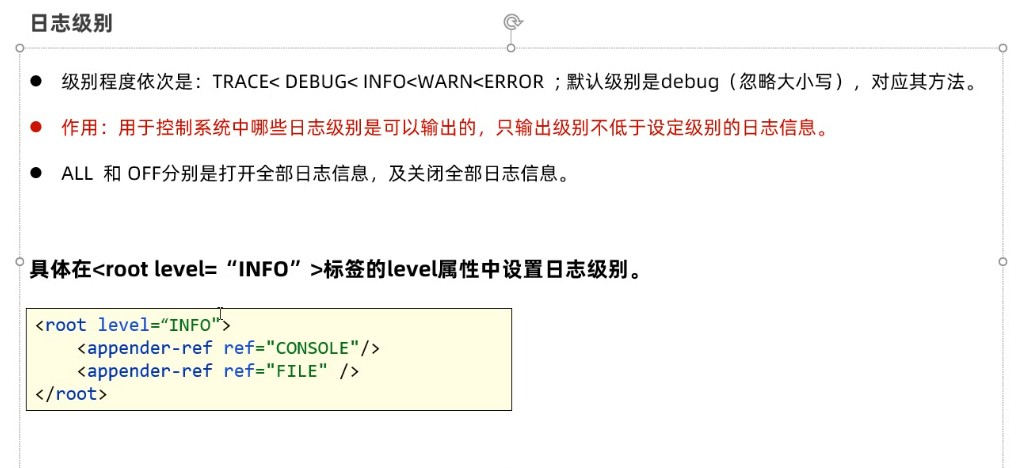 日志级别
级别程度依次是：TRACE< DEBUG< INFO<WARN<ERROR ；默认级别是debug（忽略大小写），对应其方法。
作用：用于控制系统中哪些日志级别是可以输出的，只输出级别不低于设定级别的日志信息。
ALL 和 OFF分别是打开全部日志信息，及关闭全部日志信息。
具体在<root level=“INFO”>标签的level属性中设置日志级别。
<root level=“INFO">
    <appender-ref ref="CONSOLE"/>
    <appender-ref ref="FILE" />
</root>